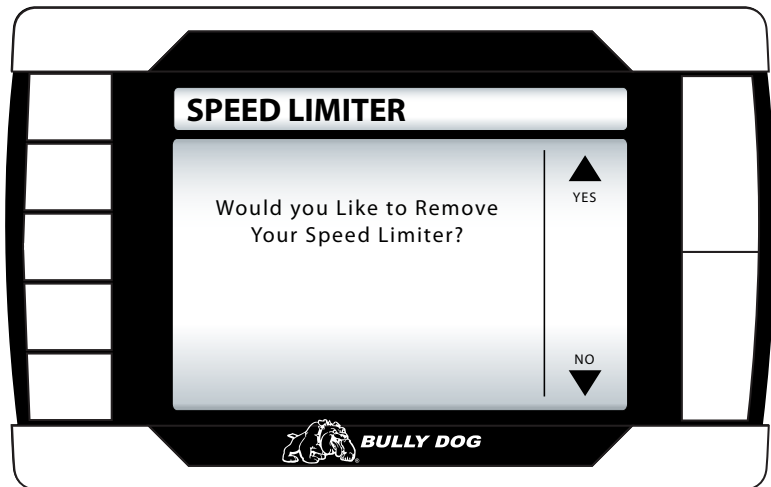 SPEED LIMITER
Would you Like to Remove
Your Speed Limiter?
YES
NO
BULLY DOG
®